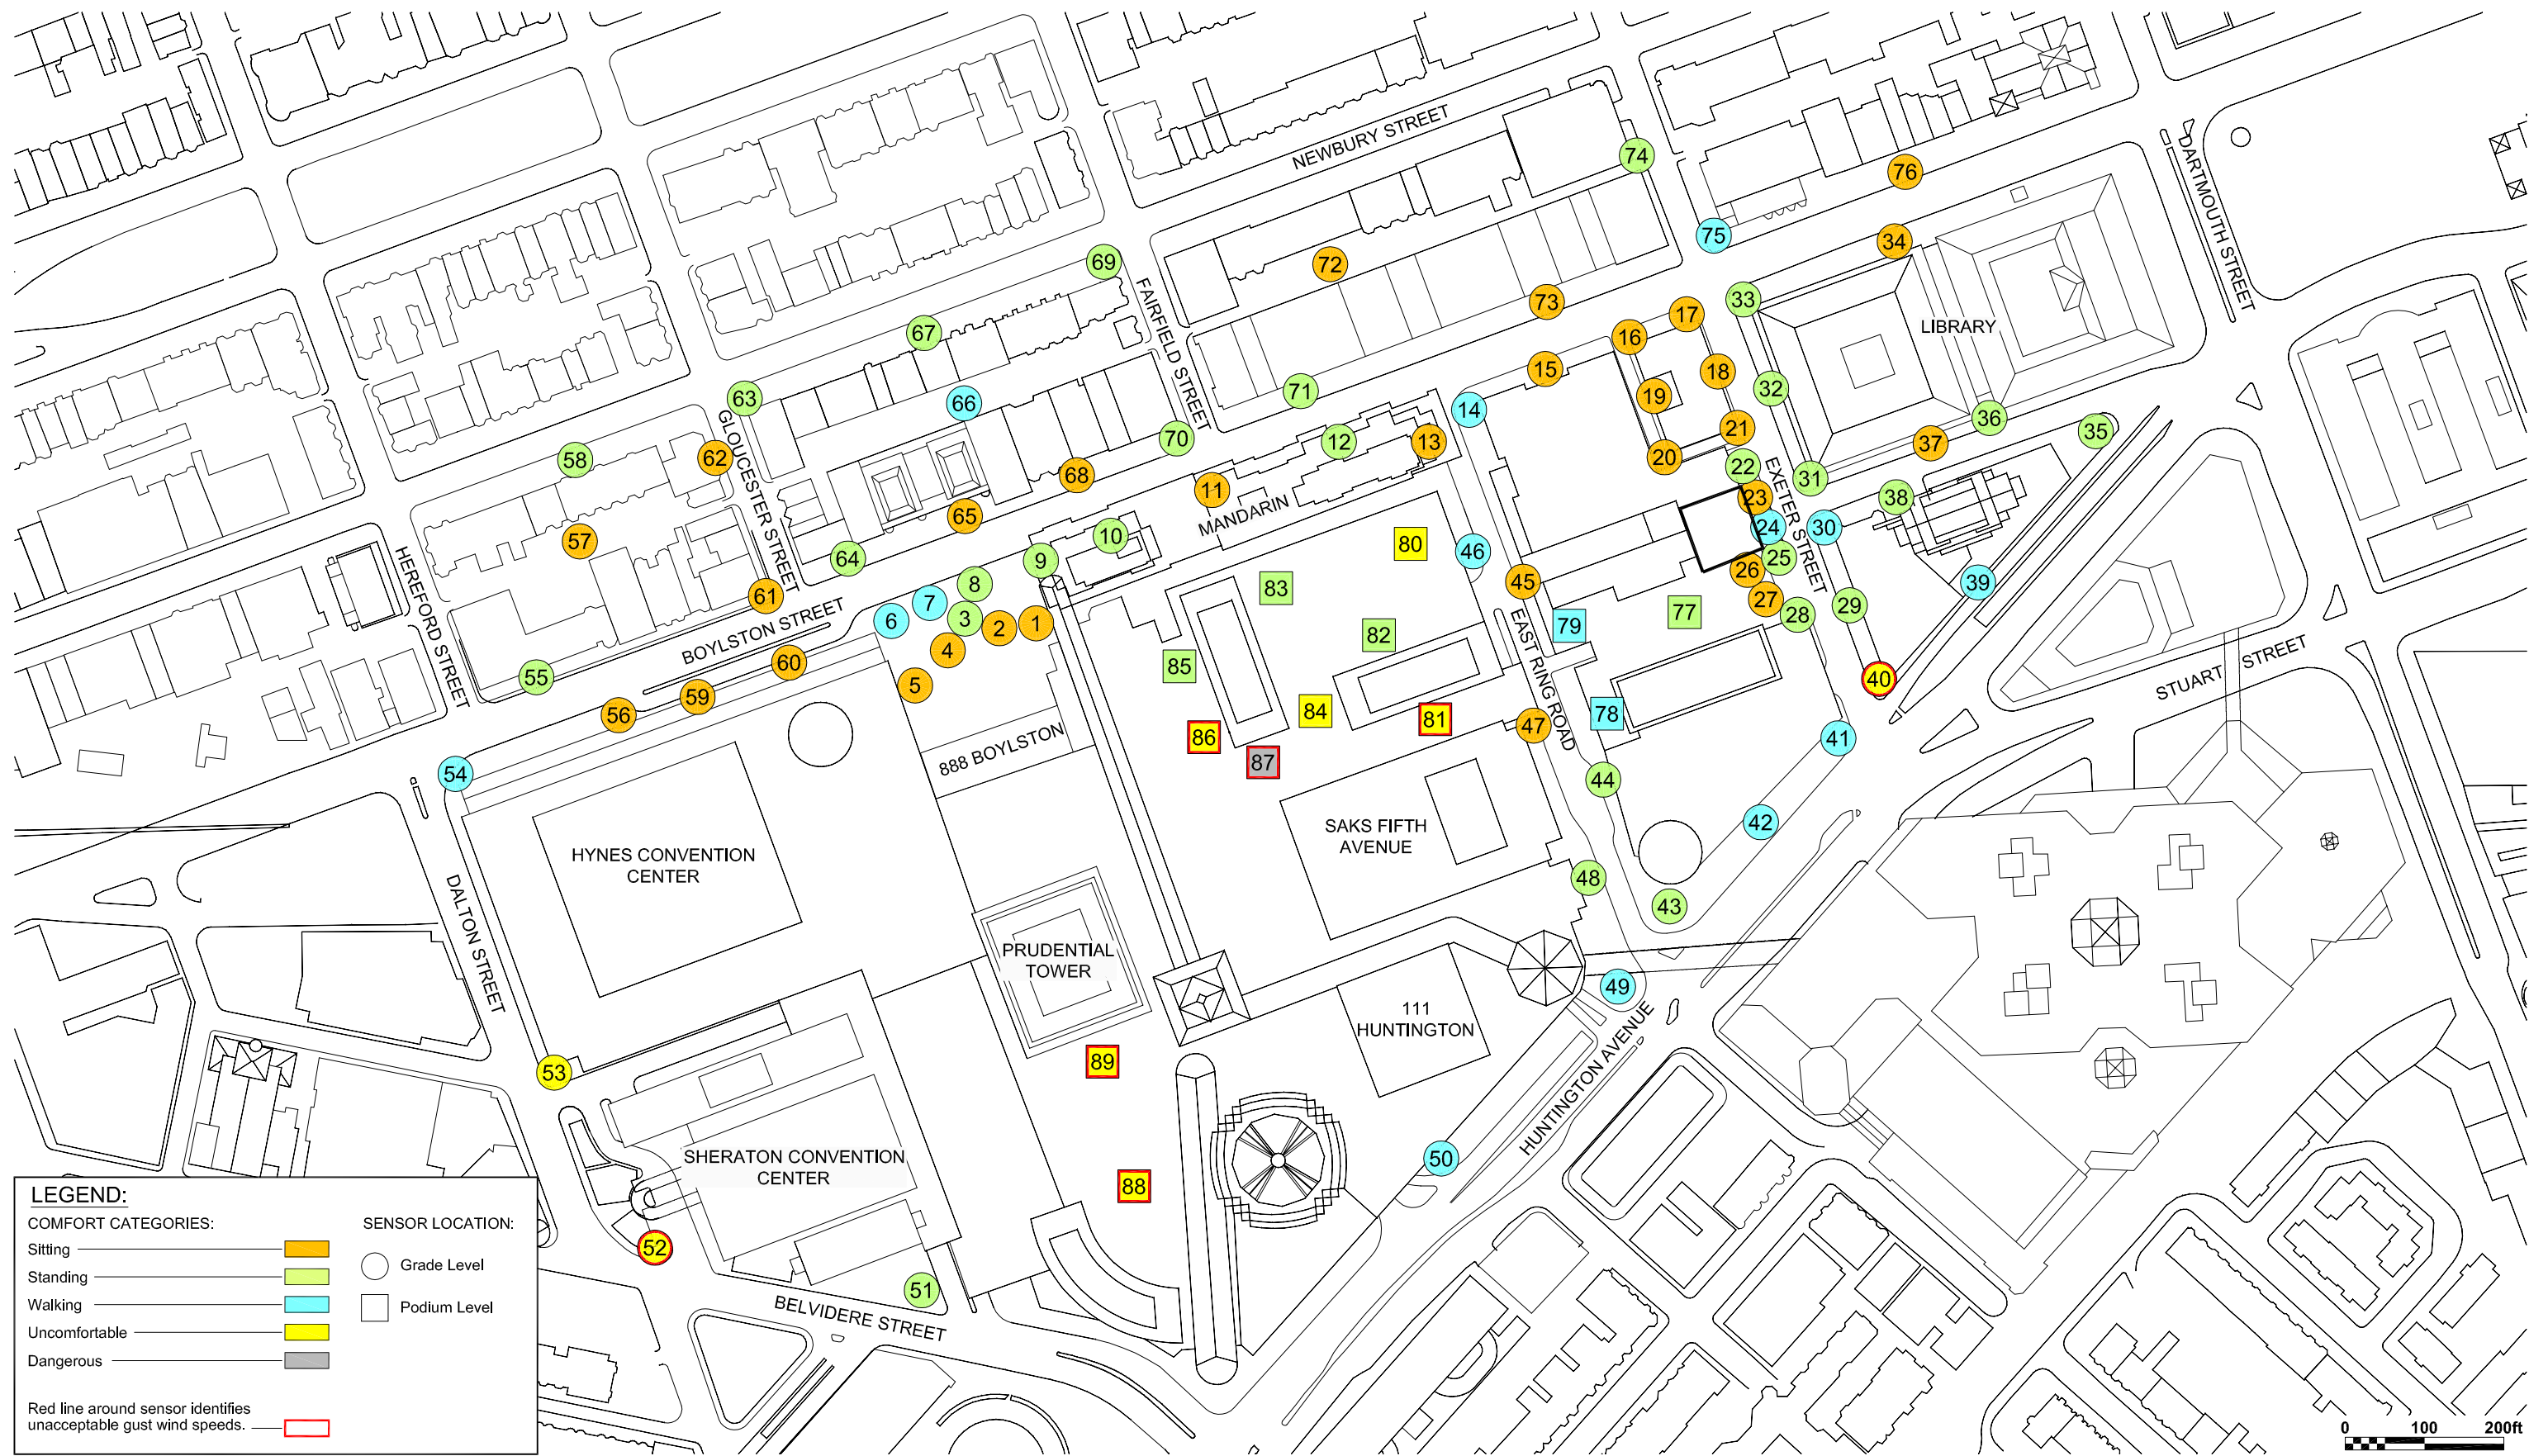 NEWBURY STREET
DARTMOUTH STREET
LIBRARY
FAIRFIELD STREET
GLOUCESTER STREET
HEREFORD STREET
EXETER STREET
MANDARIN
BOYLSTON STREET
EAST RING ROAD
STUART STREET
888 BOYLSTON
SAKS FIFTH
AVENUE
HYNES CONVENTION
CENTER
DALTON STREET
PRUDENTIAL
TOWER
111
HUNTINGTON
HUNTINGTON AVENUE
SHERATON CONVENTION
CENTER
BELVIDERE STREET
74
76
75
34
69
72
33
73
17
67
16
15
18
32
63
66
71
19
14
36
21
35
70
12
13
37
62
58
20
22
68
31
11
23
38
65
24
30
10
57
80
46
25
64
9
26
45
39
8
83
61
27
7
29
77
28
3
6
1
2
79
82
4
60
85
55
40
5
59
84
78
56
81
47
86
41
87
54
44
42
48
43
49
89
53
50
88
52
51
LEGEND:
COMFORT CATEGORIES:
Sitting
Standing
Walking
Uncomfortable
Dangerous
Red line around sensor identifies
unacceptable gust wind speeds.
SENSOR LOCATION:
Grade Level
Podium Level
0 100 200ft